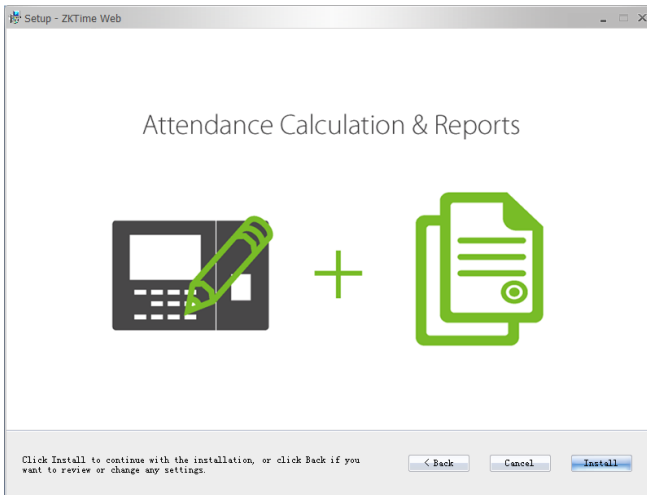 Setup - ZKTime Web
Attendance Calculation & Reports
Click Install to continue with the installation, or click Back if you
want to review or change any settings.
< Back
Cancel
Install